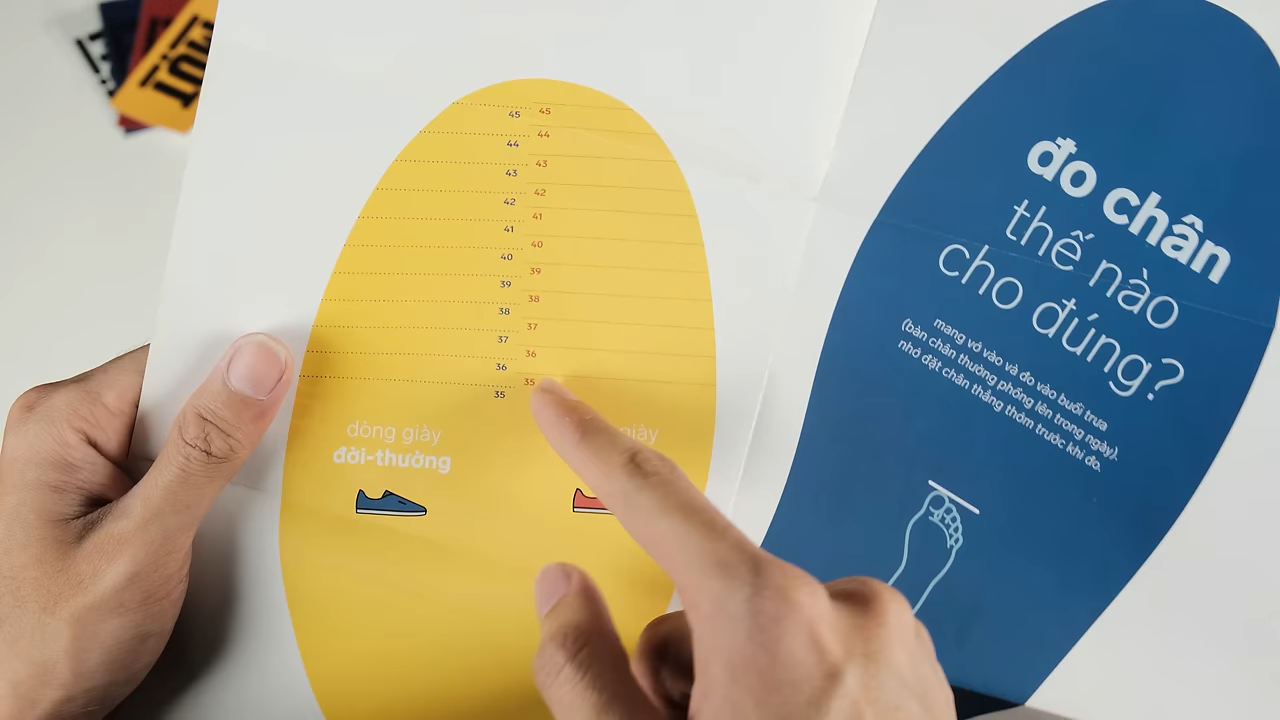 MỘT
45 45
44 44
43 43
42 42
41 41
40 40
39 39
38 38
37 37
36 36
35 35
dòng giày
đời-thường
giày
đo chân
thế nào
cho đúng?
mang vớ vào và đo vào buổi trưa
(bàn chân thường phồng lên trong ngày).
nhớ đặt chân thẳng thớm trước khi đo.